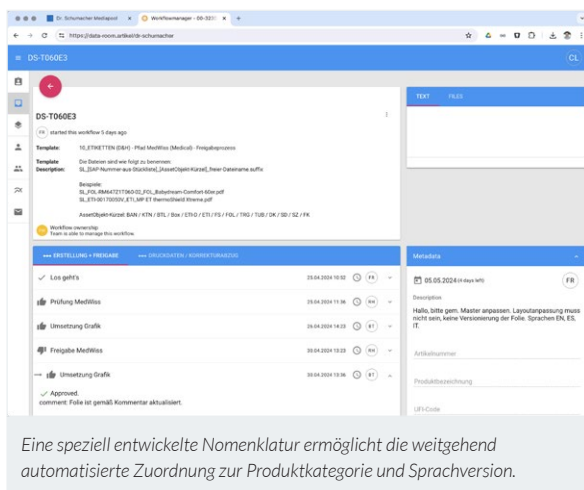 Dr. Schumacher Mediapool
Workflowmanager - 00-323
https://data-room.artikel/dr-schumacher
DS-T060E3
CL
DS-T060E3
FR started this workflow 5 days ago
Template: 10_ETIKETTEN (D&H) - Pfad MedWiss (Medical) - Freigabeprozess
Template Description: Die Dateien sind wie folgt zu benennen:
SL_[SAP-Nummer-aus-Stückliste]_[AssetObjekt-Kürzel]_freier Dateiname.suffix
Beispiele:
AssetObjekt-Kürzel: BAN / KTN / BTL / Box / ETI-D / ETI / FS / FOL / TRG / TUB / DK / SD / SZ / FK
Workflow ownership
Team is able to manage this workflow.
TEXT
FILES
ERSTELLUNG + FREIGABE
DRUCKDATEN / KORREKTURABZUG
Los geht's
25.04.2024 10:52
FR
Prüfung MedWiss
25.04.2024 11:36
RH
Umsetzung Grafik
26.04.2024 14:23
BT
Freigabe MedWiss
30.04.2024 13:23
RH
Umsetzung Grafik
30.04.2024 13:36
BT
Approved.
comment: Folie ist gemäß Kommentar aktualisiert.
Metadata
05.05.2024 (4 days left)
FR
Description
Hallo, bitte gem. Master anpassen. Layoutanpassung muss
nicht sein, keine Versionierung der Folie. Sprachen EN, ES,
IT.
Artikelnummer
Produktbezeichnung
UFI-Code
Eine speziell entwickelte Nomenklatur ermöglicht die weitgehend
automatisierte Zuordnung zur Produktkategorie und Sprachversion.